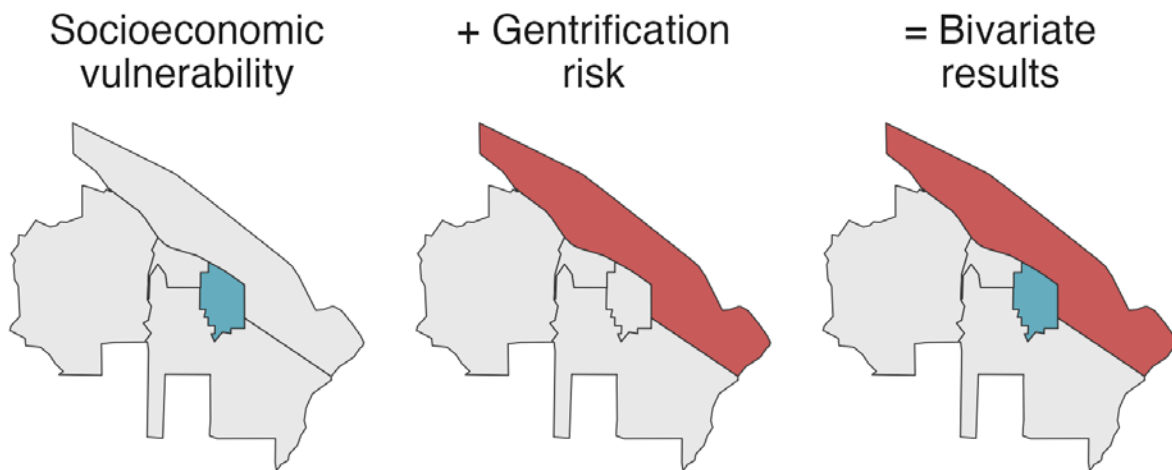 Socioeconomic
vulnerability
+ Gentrification
risk
= Bivariate
results